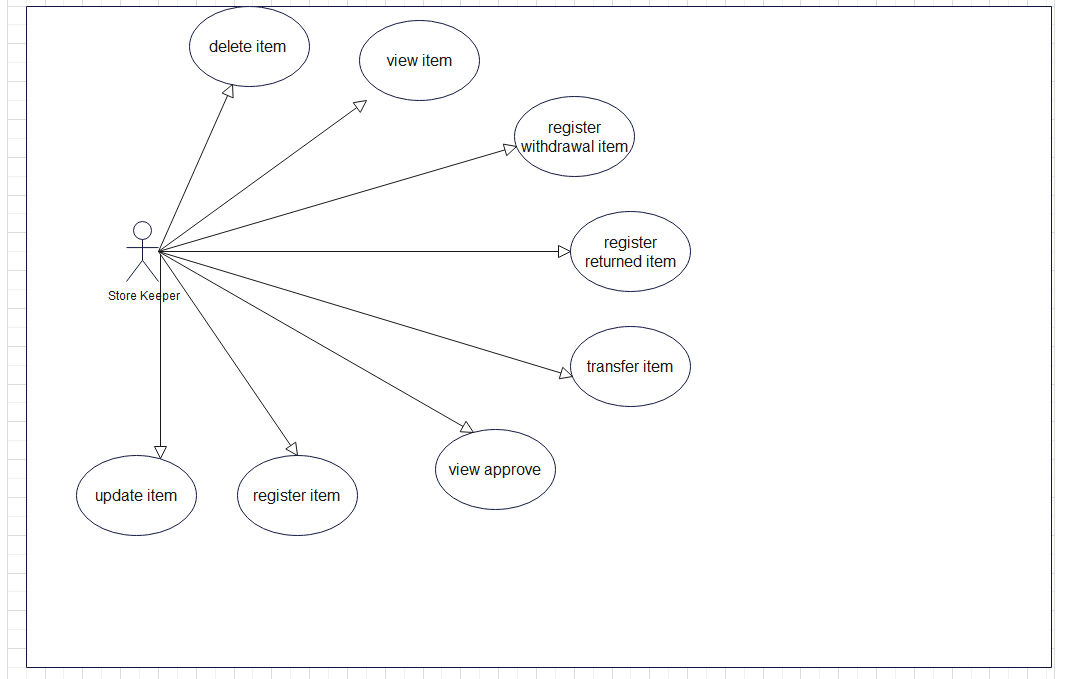 delete item
view item
register
withdrawal item
register
returned item
Store Keeper
transfer item
view approve
update item
register item